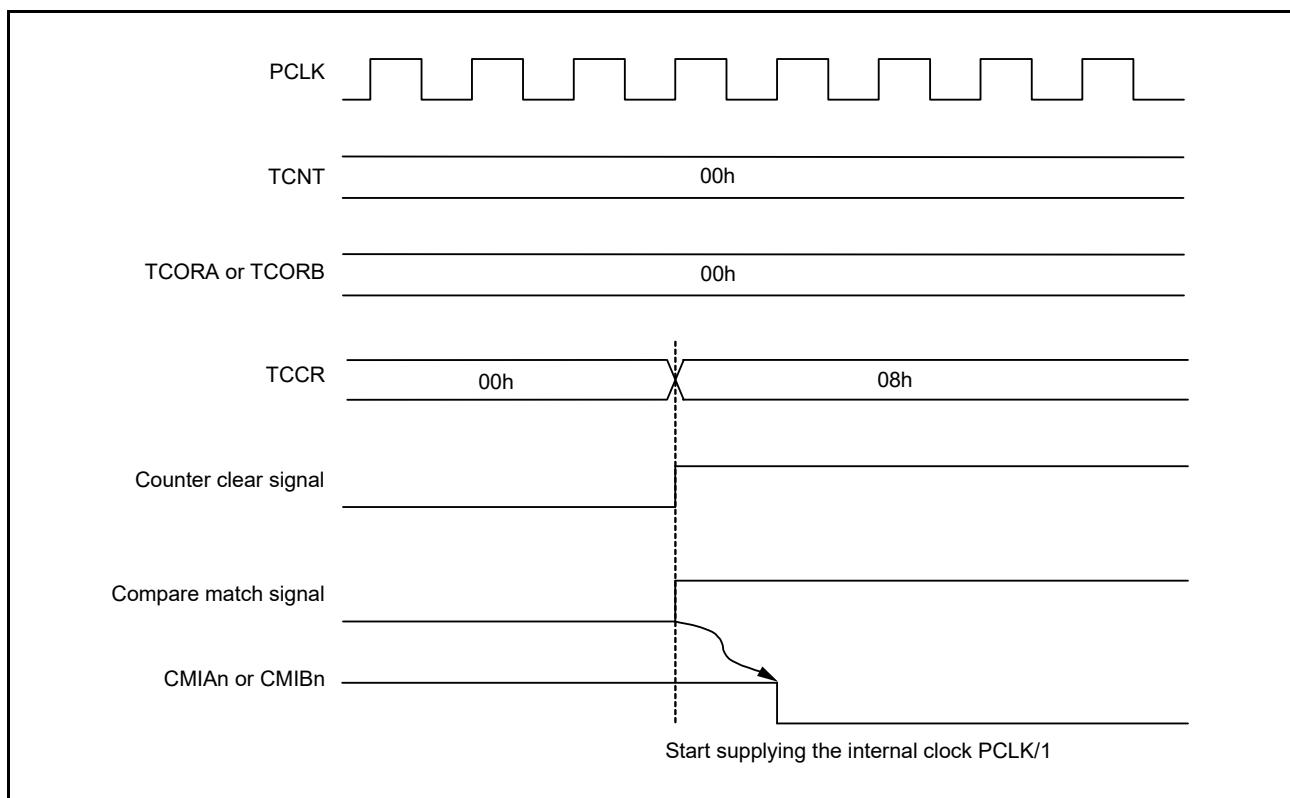 PCLK
TCNT
00h
TCORA or TCORB
00h
TCCR
00h
08h
Counter clear signal
Compare match signal
CMIAn or CMIBn
Start supplying the internal clock PCLK/1